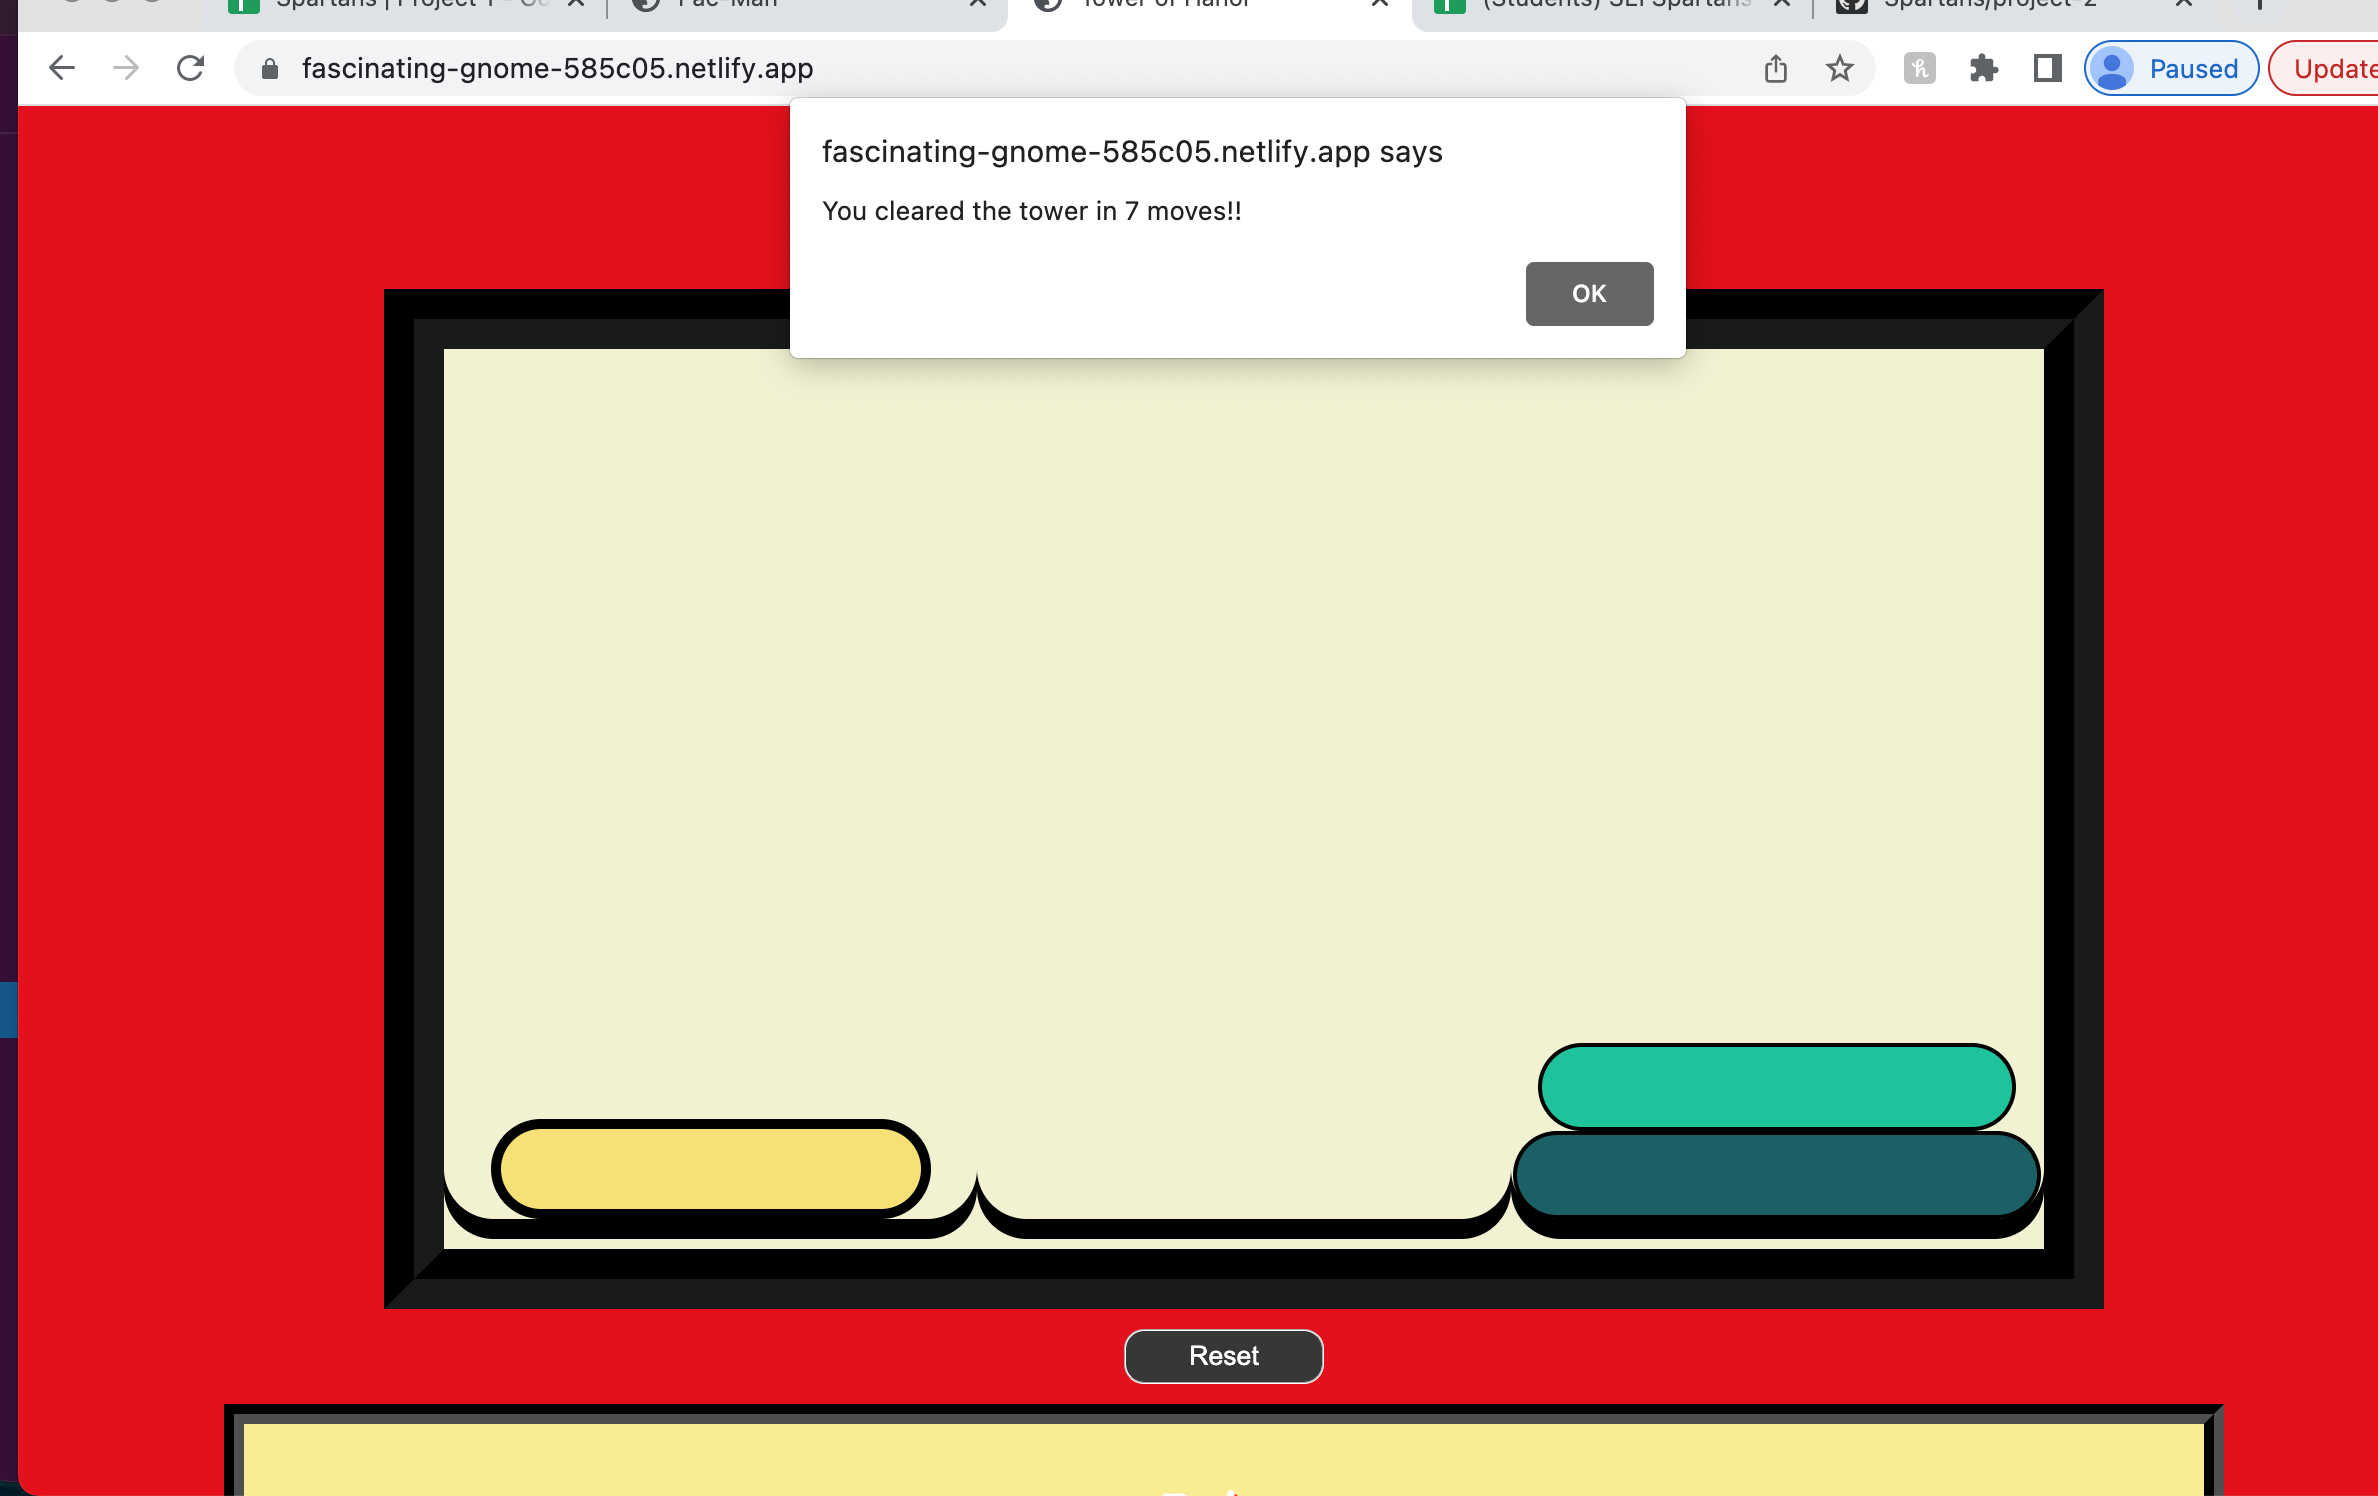 Spartans | Project 1 - Co
Pac-Man
Tower of Hanoi
(Students) SEI Spartans
Spartans/project-2
fascinating-gnome-585c05.netlify.app
Paused
Update
fascinating-gnome-585c05.netlify.app says
You cleared the tower in 7 moves!!
OK
Reset